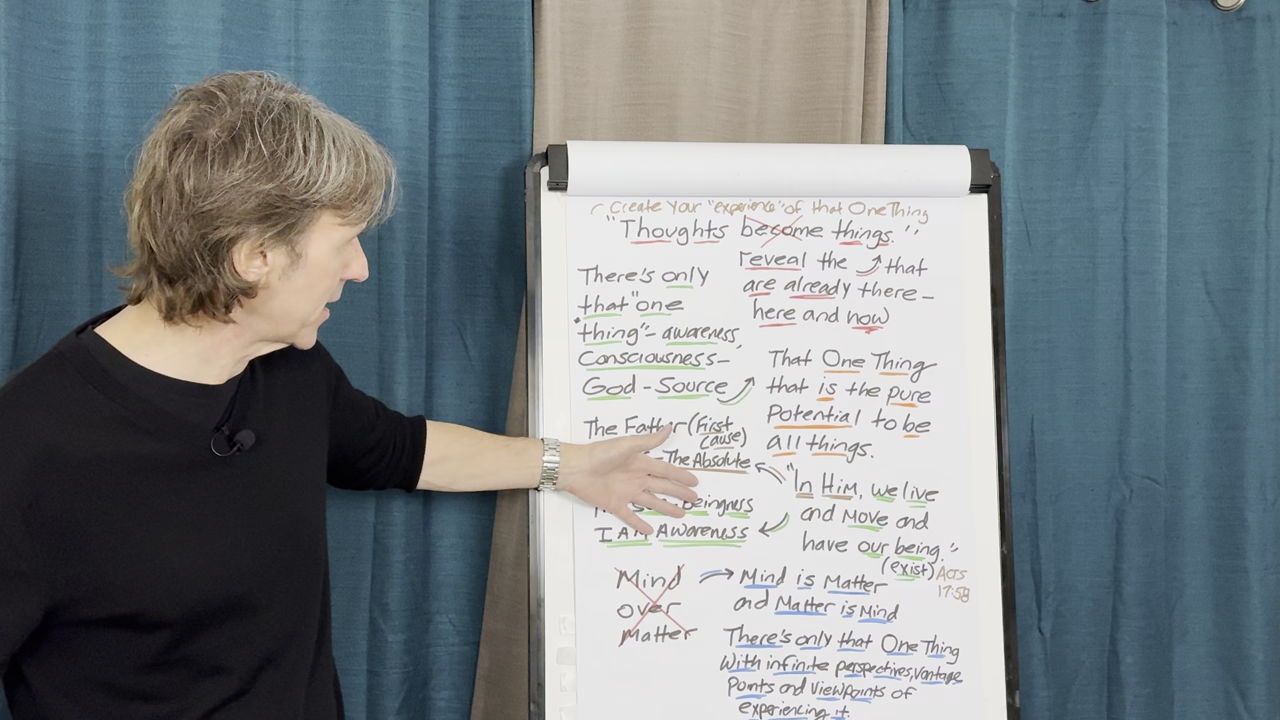 Create Your "experience" of that One Thing
"Thoughts become things."
reveal the that
are already there-
here and now
There's only
that "one
thing"- awareness,
Consciousness-
God - Source
That One Thing
that is the pure
Potential to be
all things.
The Father (First
Cause)
- The Absolute
Beingness
I AM Awareness
"In Him, we live
and move and
have our being."
(exist) Acts
Mind
over
matter
Mind is Matter
and Matter is Mind
There's only that One Thing
With infinite perspectives, vantage
Points and viewpoints of
experiencing it.